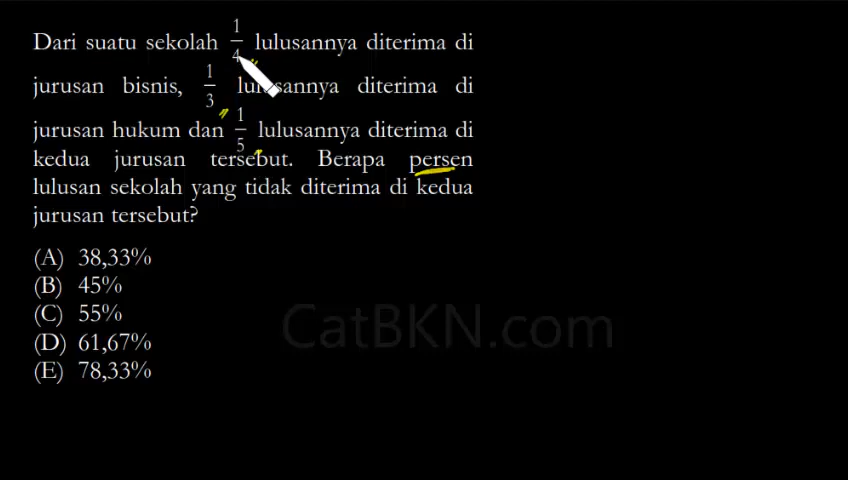 Dari suatu sekolah 1/4 lulusannya diterima di
jurusan bisnis, 1/3 lulusannya diterima di
jurusan hukum dan 1/5 lulusannya diterima di
kedua jurusan tersebut. Berapa persen
lulusan sekolah yang tidak diterima di kedua
jurusan tersebut?
(A) 38,33%
(B) 45%
(C) 55%
(D) 61,67%
(E) 78,33%
CatBKN.com